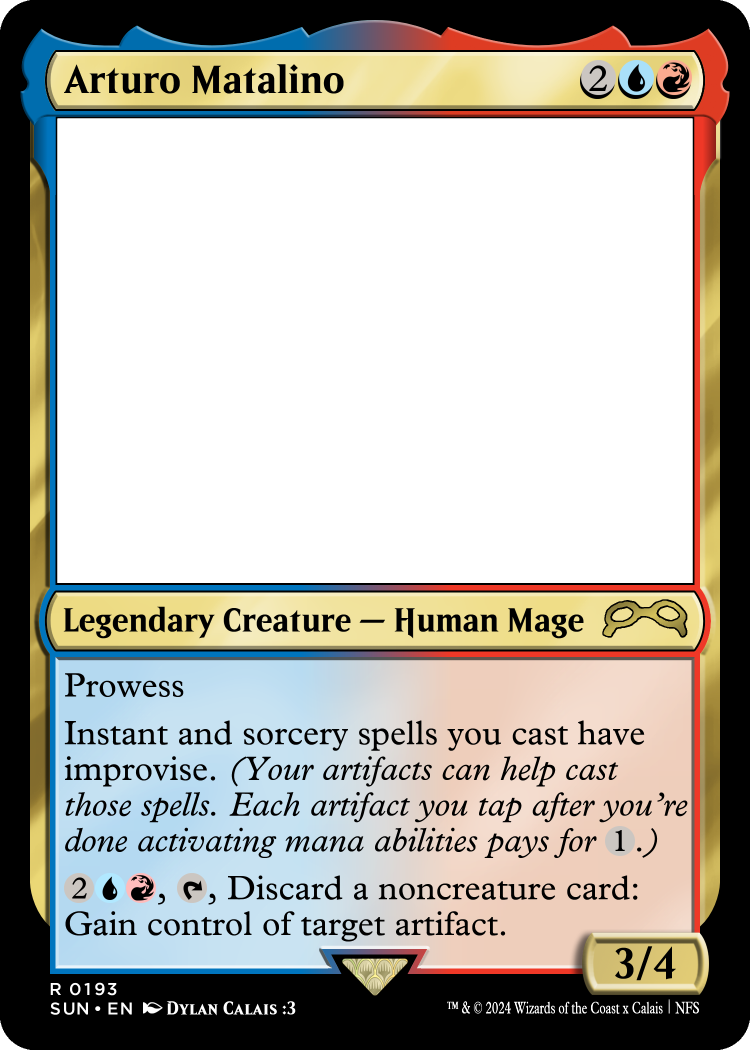 Arturo Matalino 2
Legendary Creature — Human Mage
Prowess
Instant and sorcery spells you cast have
improvise. (Your artifacts can help cast
those spells. Each artifact you tap after you're
done activating mana abilities pays for 1.)
2, , Discard a noncreature card:
Gain control of target artifact.
3/4
R 0193
SUN • EN DYLAN CALAIS :3
™ & © 2024 Wizards of the Coast x Calais | NFS